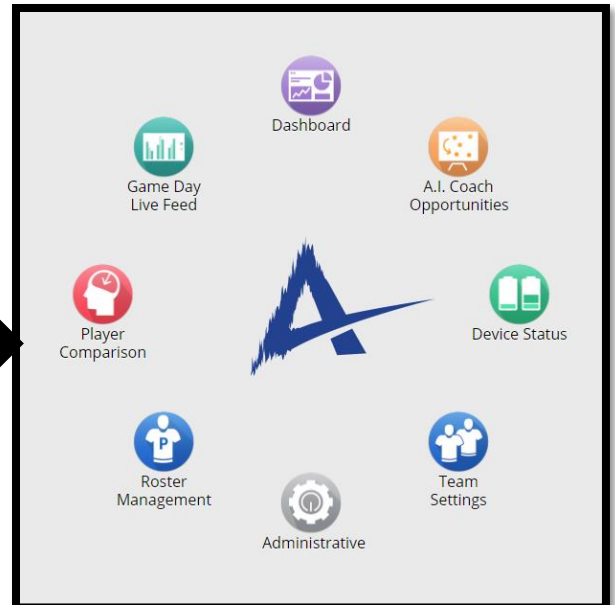 Dashboard
Game Day
Live Feed
A.I. Coach
Opportunities
Player
Comparison
Device Status
P
Roster
Management
Team
Settings
Administrative